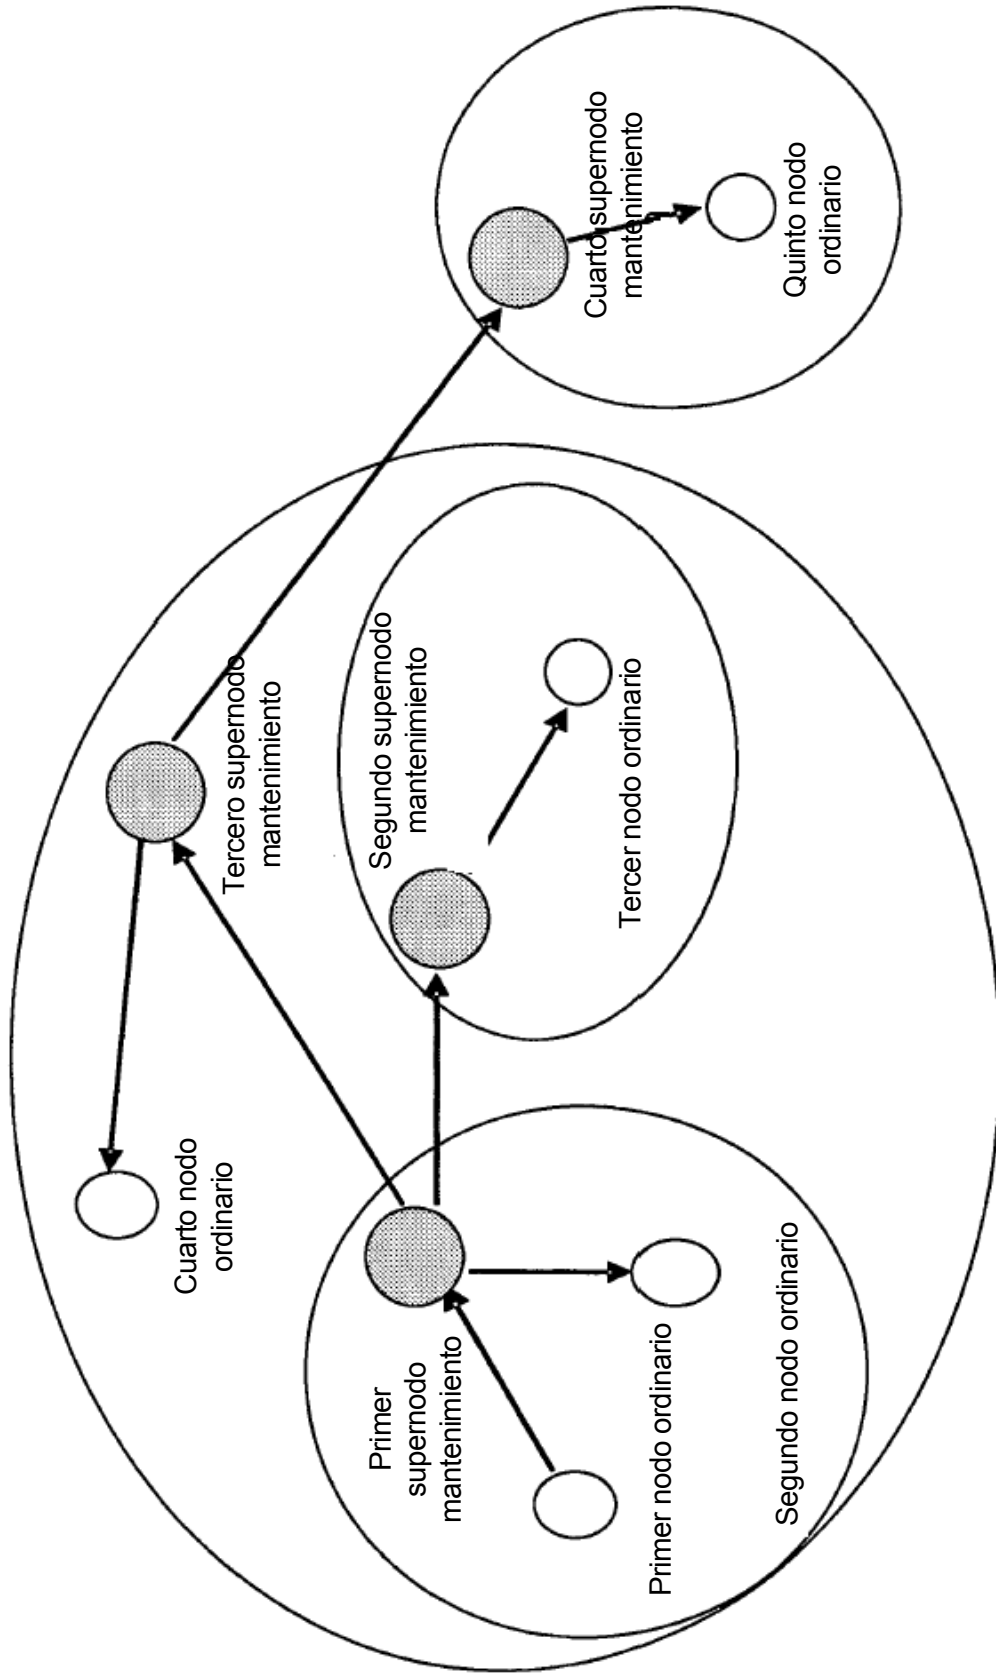 Cuarto nodo
ordinario
Tercero supernodo
mantenimiento
Primer
supernodo
mantenimiento
Segundo supernodo
mantenimiento
Cuarto supernodo
mantenimiento
Primer nodo ordinario
Tercer nodo ordinario
Quinto nodo
ordinario
Segundo nodo ordinario